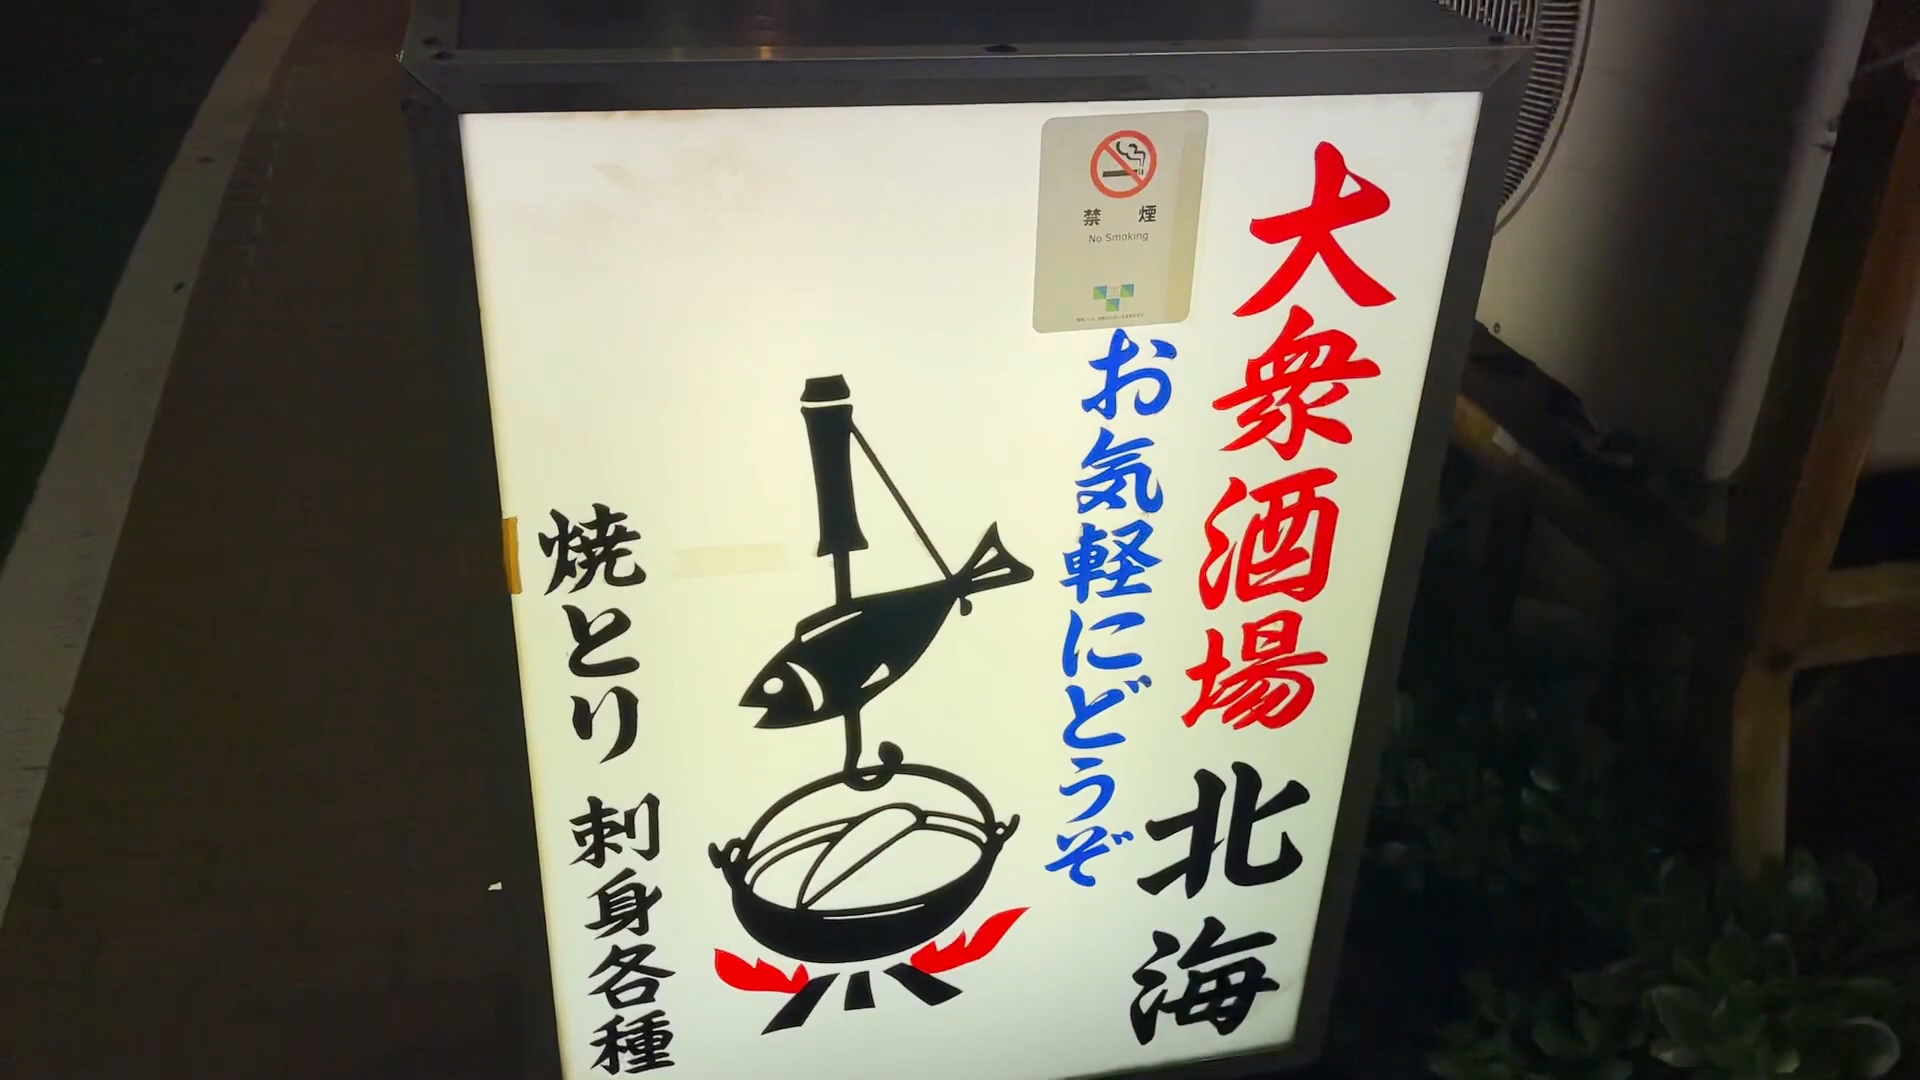 大衆酒場 北海
お気軽にどうぞ
禁 煙
No Smoking
焼とり 刺身各種